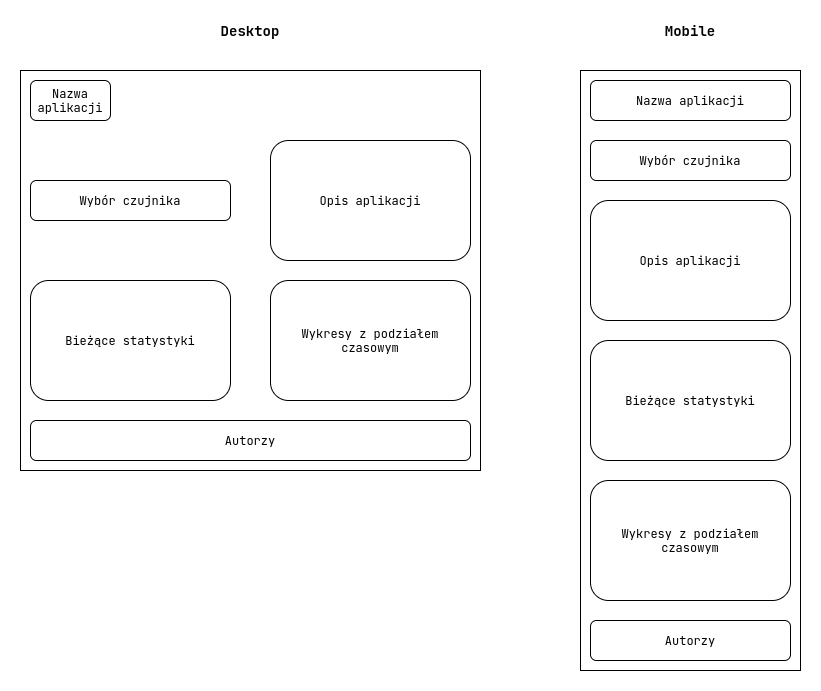 Desktop
Nazwa
aplikacji
Wybór czujnika
Opis aplikacji
Bieżące statystyki
Wykresy z podziałem
czasowym
Autorzy
Mobile
Nazwa aplikacji
Wybór czujnika
Opis aplikacji
Bieżące statystyki
Wykresy z podziałem
czasowym
Autorzy